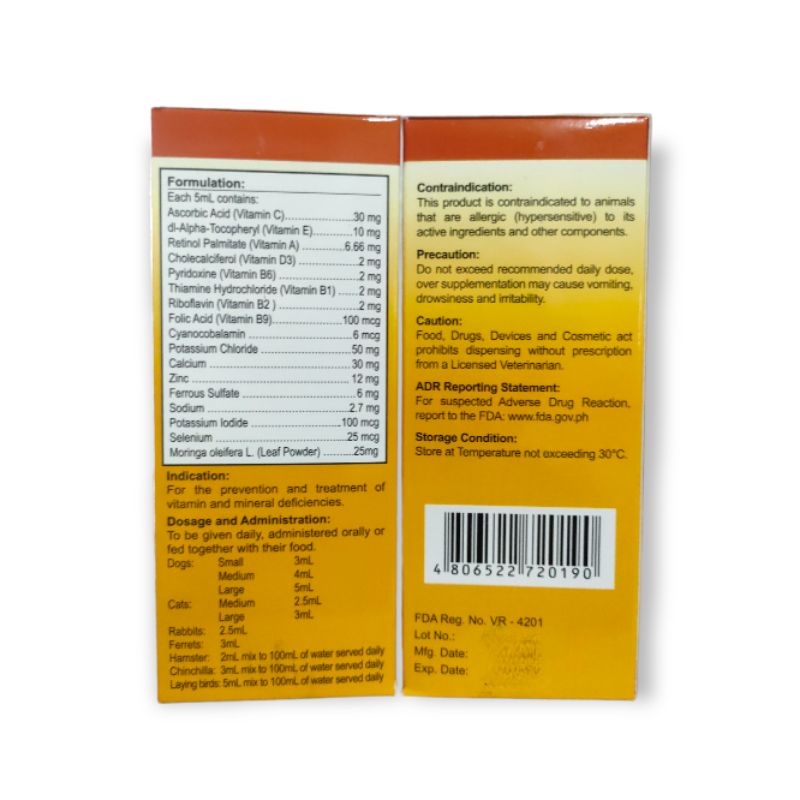 Formulation:
Each 5mL contains:
Ascorbic Acid (Vitamin C)..................30 mg
dl-Alpha-Tocopheryl (Vitamin E)............10 mg
Retinol Palmitate (Vitamin A)..............6.66 mg
Cholecalciferol (Vitamin D3)...............2 mg
Pyridoxine (Vitamin B6)....................2 mg
Thiamine Hydrochloride (Vitamin B1).......2 mg
Riboflavin (Vitamin B2 )...................2 mg
Folic Acid (Vitamin B9)....................100 mcg
Cyanocobalamin.............................6 mcg
Potassium Chloride.........................50 mg
Calcium....................................30 mg
Zinc.......................................12 mg
Ferrous Sulfate............................6 mg
Sodium.....................................2.7 mg
Potassium Iodide...........................100 mcg
Selenium...................................25 mcg
Moringa oleifera L. (Leaf Powder)..........25mg
Indication:
For the prevention and treatment of
vitamin and mineral deficiencies.
Dosage and Administration:
To be given daily, administered orally or
fed together with their food.
Dogs: Small 3mL
Medium 4mL
Large 5mL
Cats: Medium 2.5mL
Large 3mL
Rabbits: 2.5mL
Ferrets: 3mL
Hamster: 2mL mix to 100mL of water served daily
Chinchilla: 3mL mix to 100mL of water served daily
Laying birds: 5mL mix to 100mL of water served daily
Contraindication:
This product is contraindicated to animals
that are allergic (hypersensitive) to its
active ingredients and other components.
Precaution:
Do not exceed recommended daily dose,
over supplementation may cause vomiting,
drowsiness and irritability.
Caution:
Food, Drugs, Devices and Cosmetic act
prohibits dispensing without prescription
from a Licensed Veterinarian.
ADR Reporting Statement:
For suspected Adverse Drug Reaction,
report to the FDA: www.fda.gov.ph
Storage Condition:
Store at Temperature not exceeding 30°C.
4 806522 720190
FDA Reg. No. VR - 4201
Lot No.:
Mfg. Date:
Exp. Date: